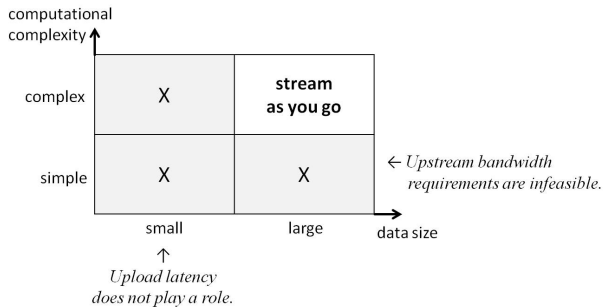 computational
complexity
complex
X
stream
as you go
simple
X
X
← Upstream bandwidth
requirements are infeasible.
small
large
data size
↑
Upload latency
does not play a role.